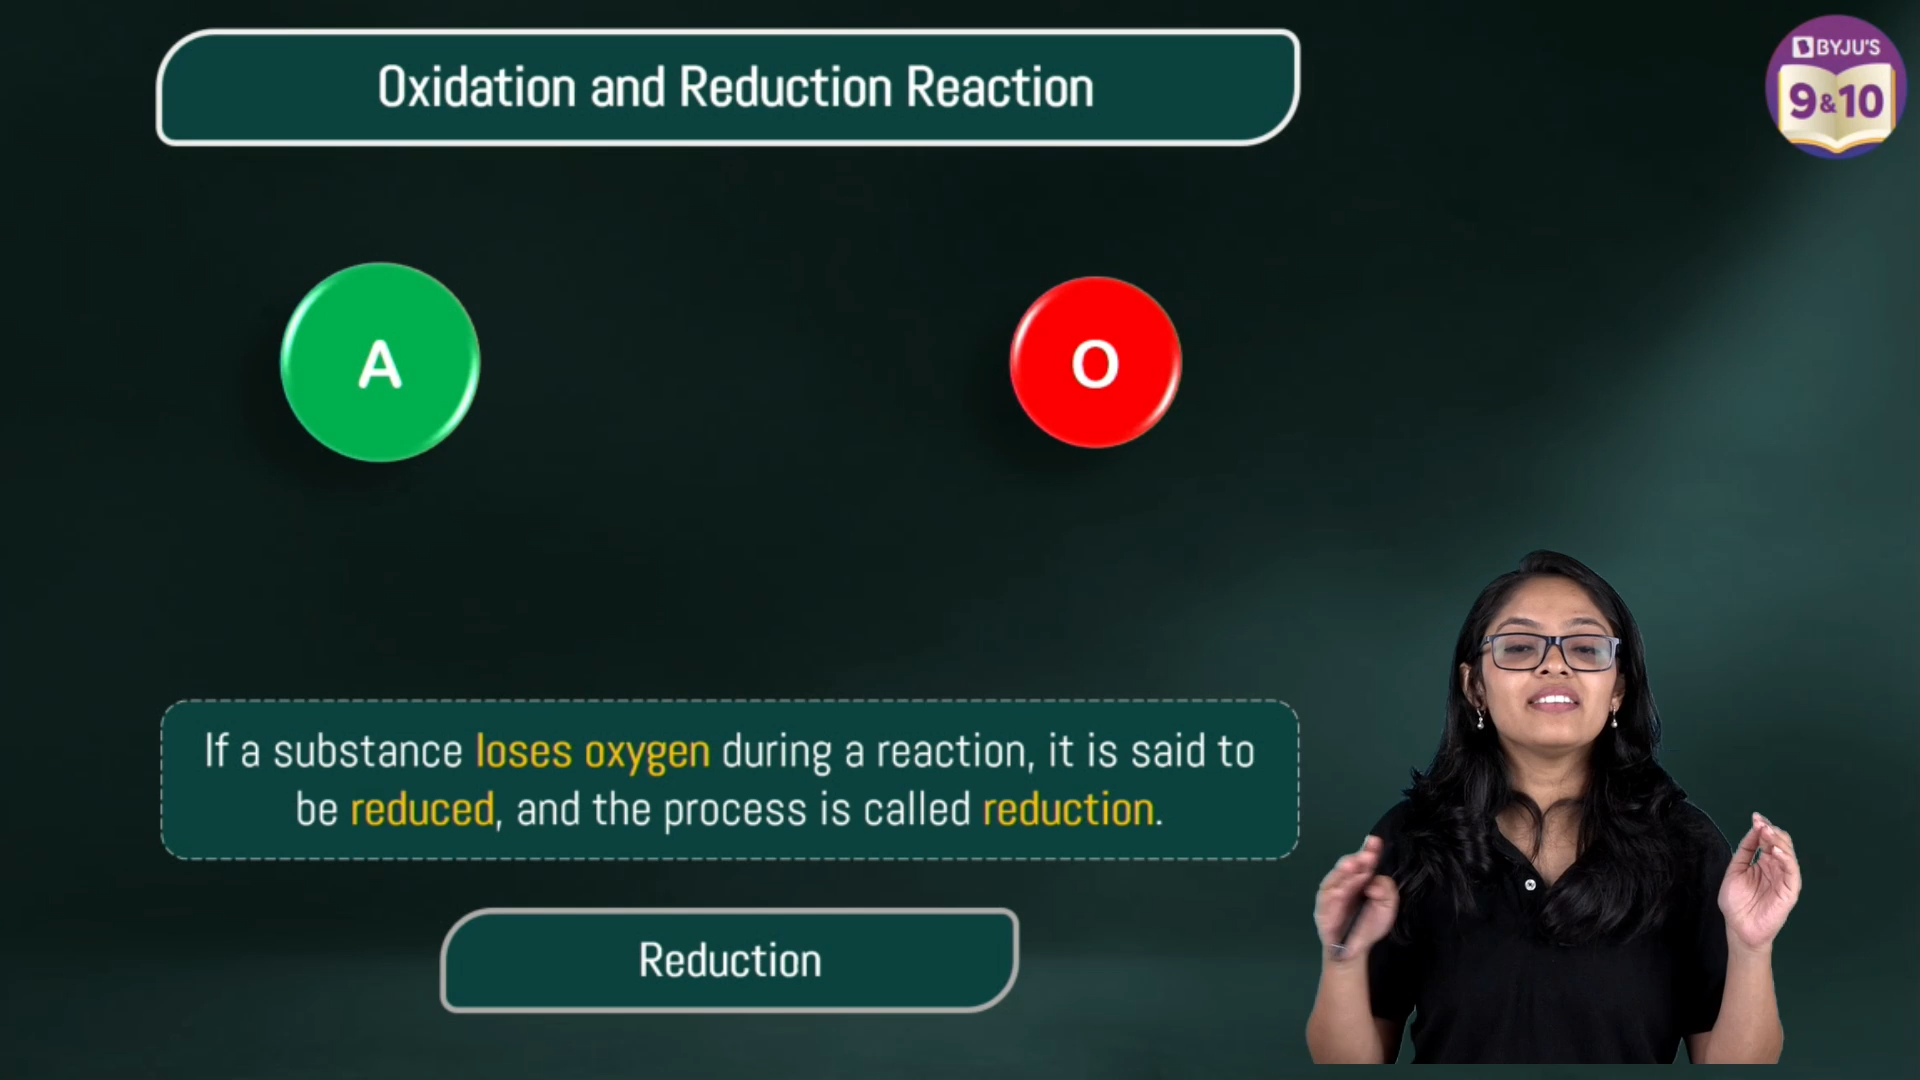 Oxidation and Reduction Reaction
BYJU'S
9&10
A
O
If a substance loses oxygen during a reaction, it is said to
be reduced, and the process is called reduction.
Reduction